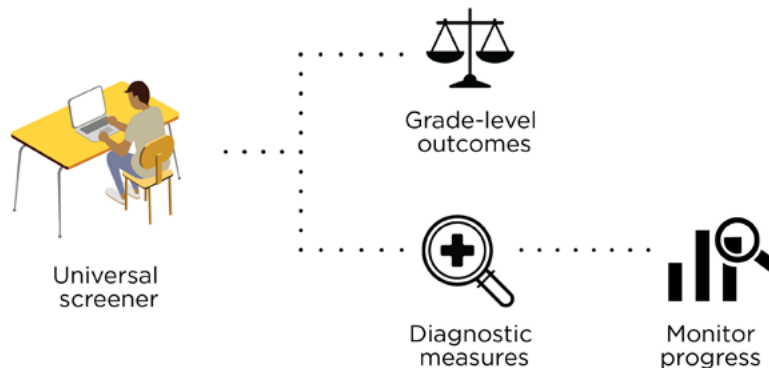 Grade-level
outcomes
Universal
screener
Diagnostic
measures
Monitor
progress